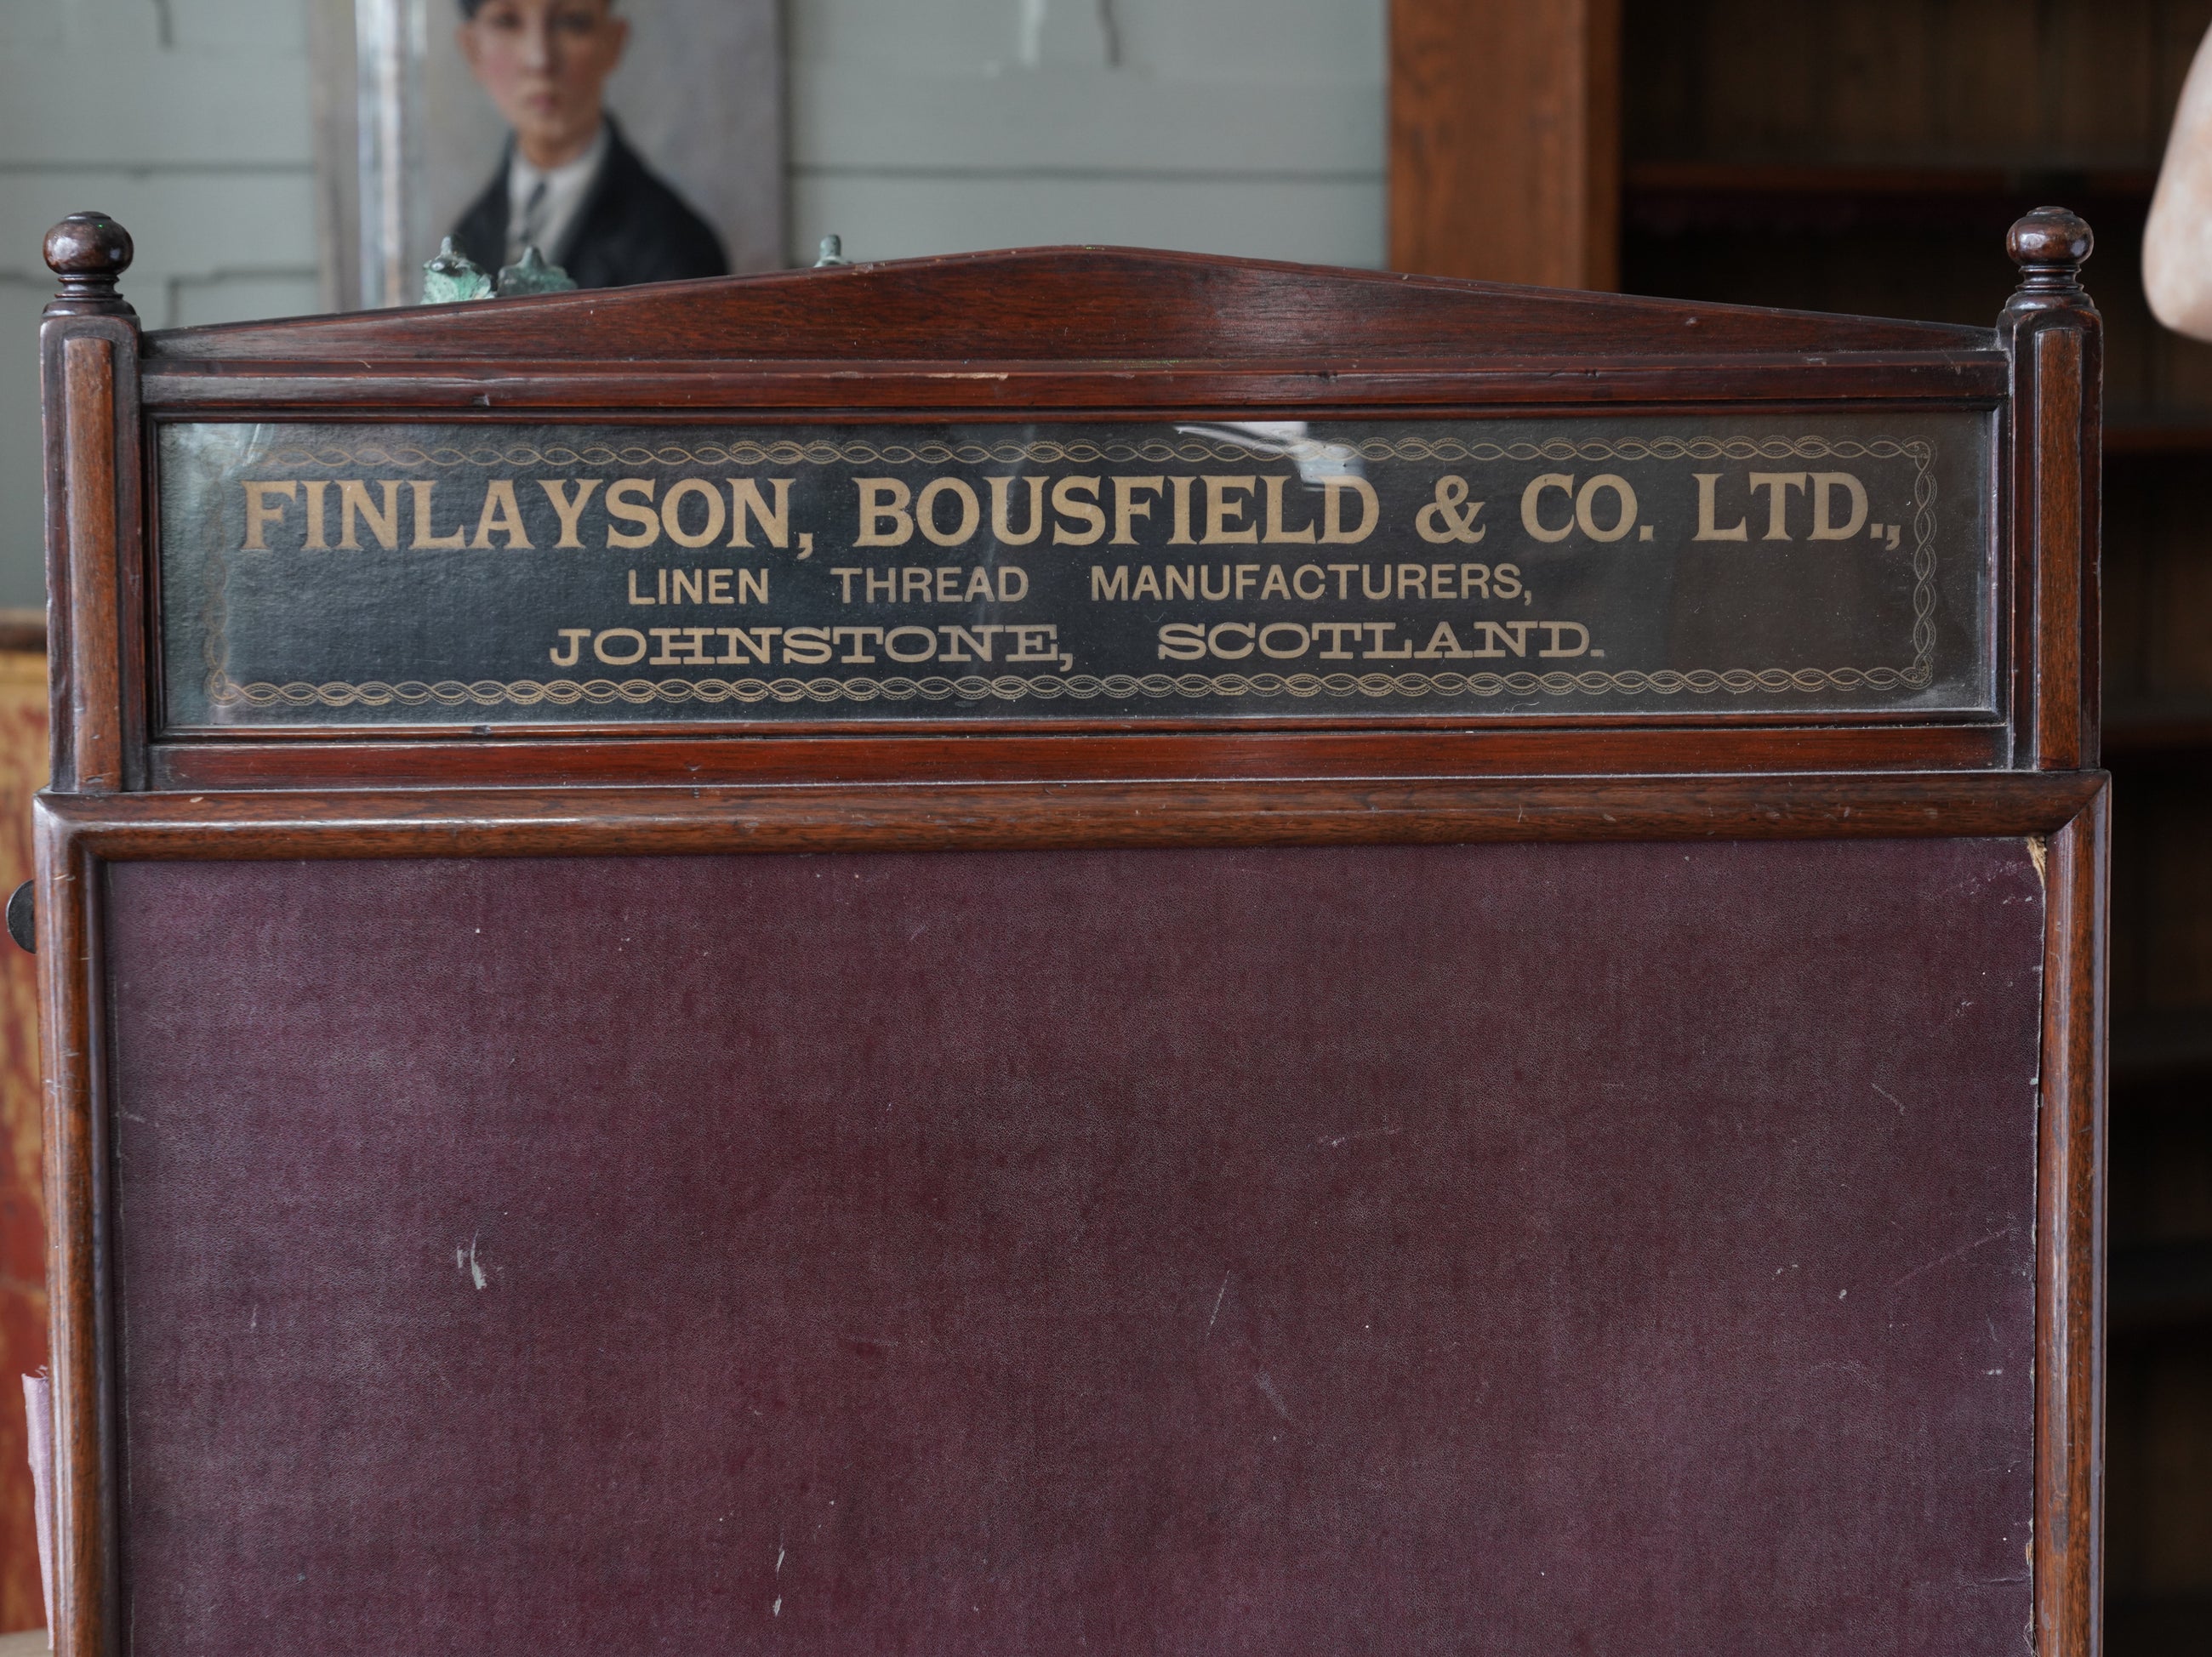 FINLAYSON, BOUSFIELD & CO. LTD.,
LINEN THREAD MANUFACTURERS,
JOHNSTONE, SCOTLAND.